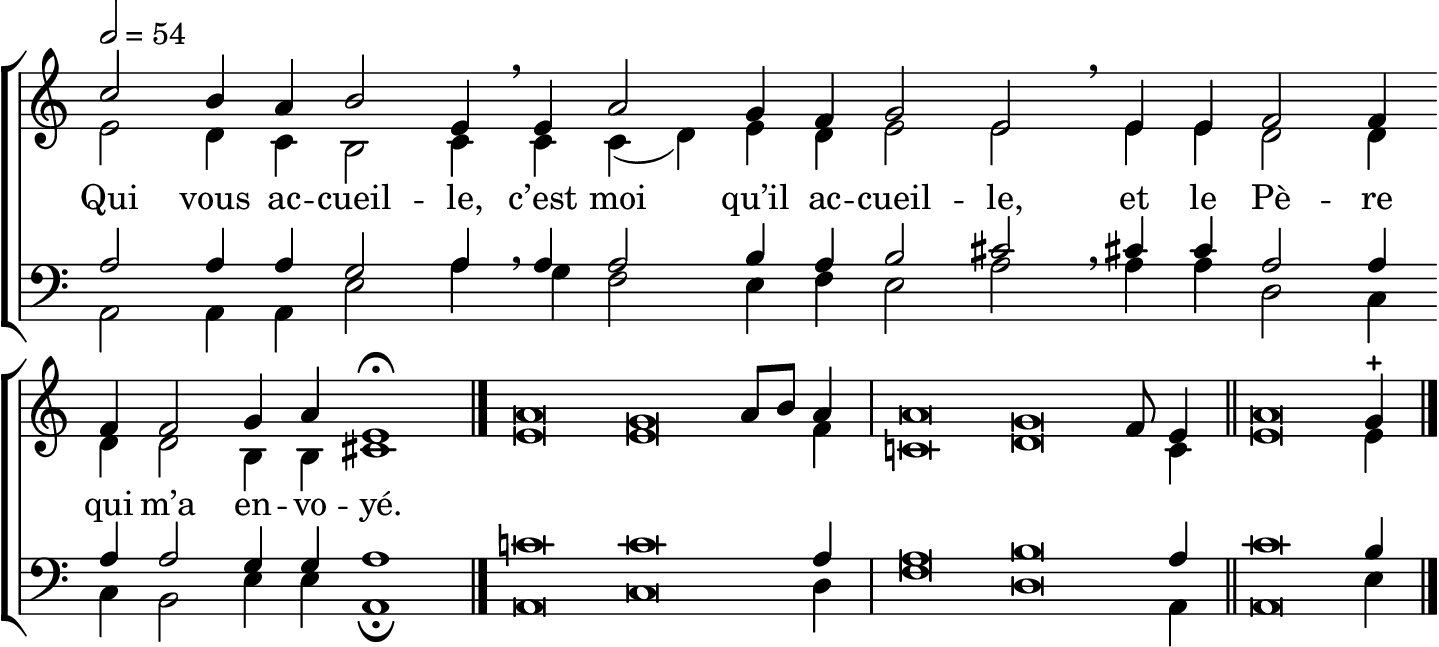 = 54
Qui vous ac - cueil - le, c’est moi qu’il ac - cueil - le, et le Pè - re
qui m’a en - vo - yé.